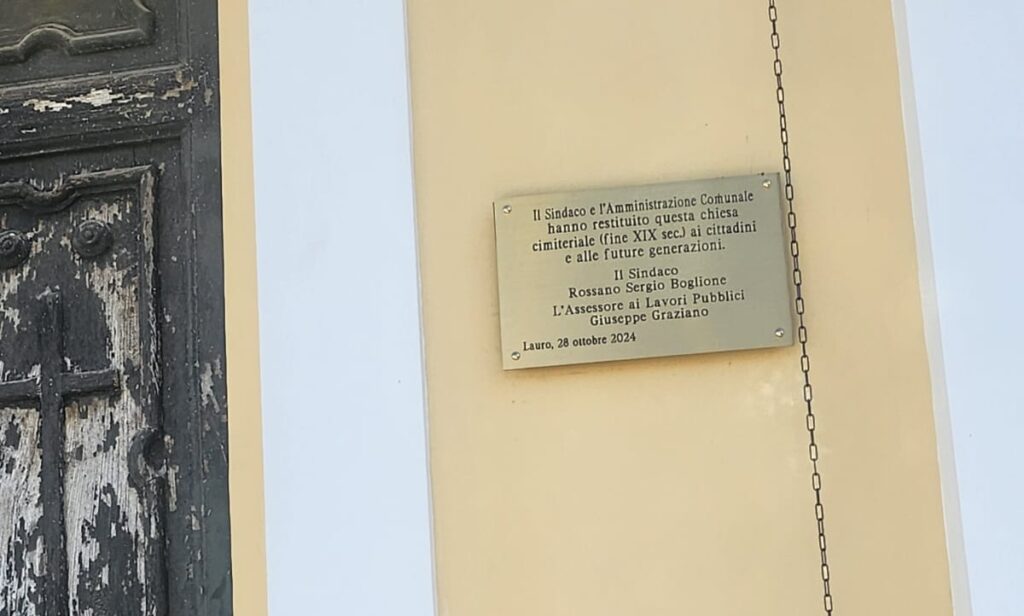 Il Sindaco e l'Amministrazione Comunale
hanno restituito questa chiesa
cimiteriale (fine XIX sec.) ai cittadini
e alle future generazioni.
Il Sindaco
Rossano Sergio Boglione
L'Assessore ai Lavori Pubblici
Giuseppe Graziano
Lauro, 28 ottobre 2024